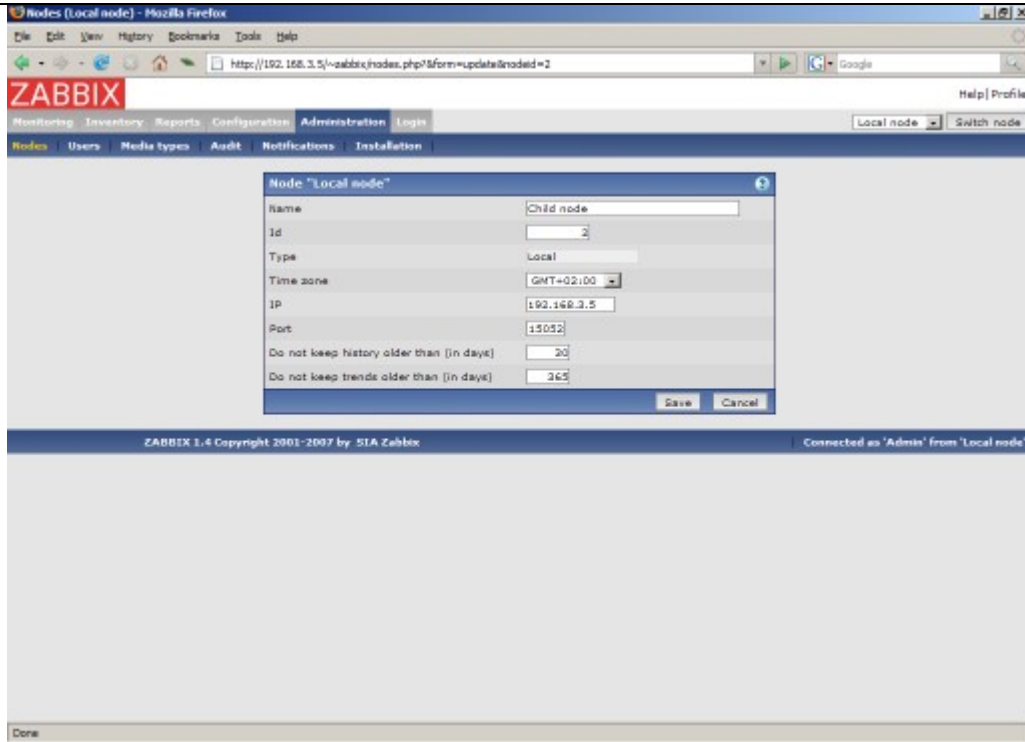 Nodes (Local node) - Mozilla Firefox
File Edit View History Bookmarks Tools Help
http://192.168.3.5/~zabbix/nodes.php?&form=update&nodeid=2 Google
ZABBIX Help | Profile
Monitoring Inventory Reports Configuration Administration Login Local node Switch node
Nodes Users Media types Audit Notifications Installation
Node "Local node"
Name Child node
Id 2
Type Local
Time zone GMT+02:00
IP 192.168.3.5
Port 15052
Do not keep history older than (in days) 30
Do not keep trends older than (in days) 365
Save Cancel
ZABBIX 1.4 Copyright 2001-2007 by SIA Zabbix Connected as 'Admin' from 'Local node'
Done